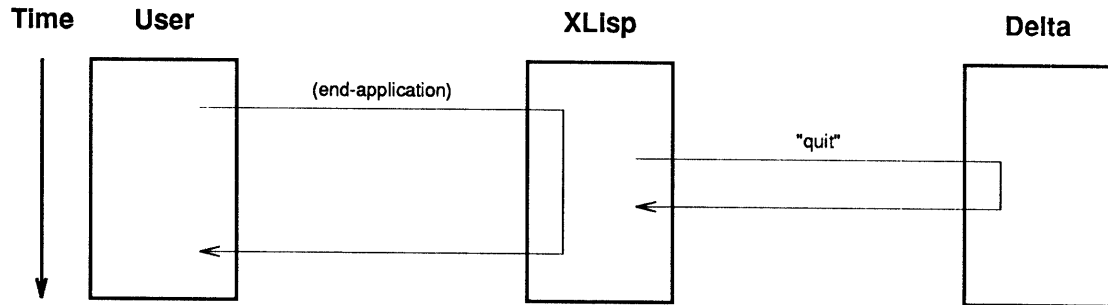 Time
User
XLisp
Delta
(end-application)
"quit"